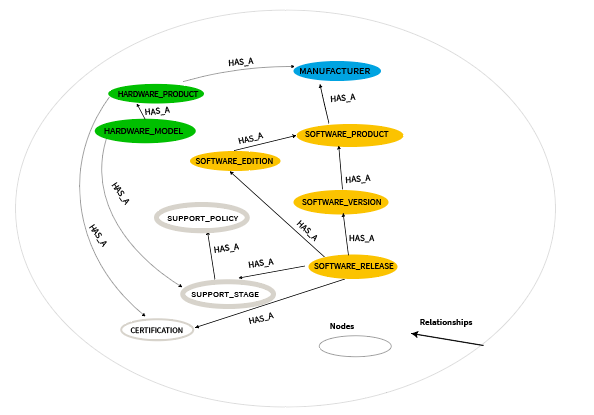 HAS_A
MANUFACTURER
HARDWARE_PRODUCT
HAS_A
HAS_A
HARDWARE_MODEL
HAS_A
SOFTWARE_PRODUCT
SOFTWARE_EDITION
HAS_A
HAS_A
SOFTWARE_VERSION
SUPPORT_POLICY
HAS_A
HAS_A
HAS_A
HAS_A
HAS_A
SOFTWARE_RELEASE
SUPPORT_STAGE
HAS_A
CERTIFICATION
Nodes
Relationships